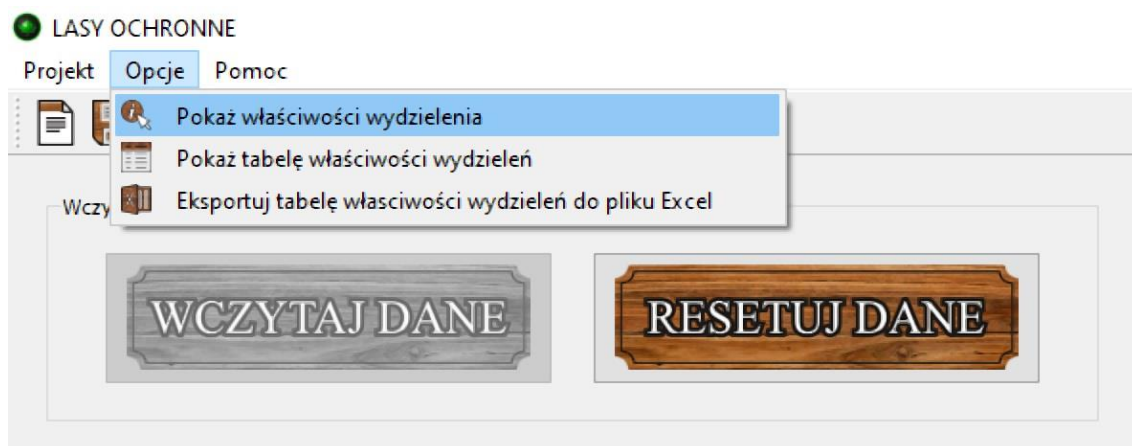 LASY OCHRONNE
Projekt Opcje Pomoc
Pokaż właściwości wydzielenia
Pokaż tabelę właściwości wydzieleń
Eksportuj tabelę własciwości wydzieleń do pliku Excel
WCZYTAJ DANE RESETUJ DANE